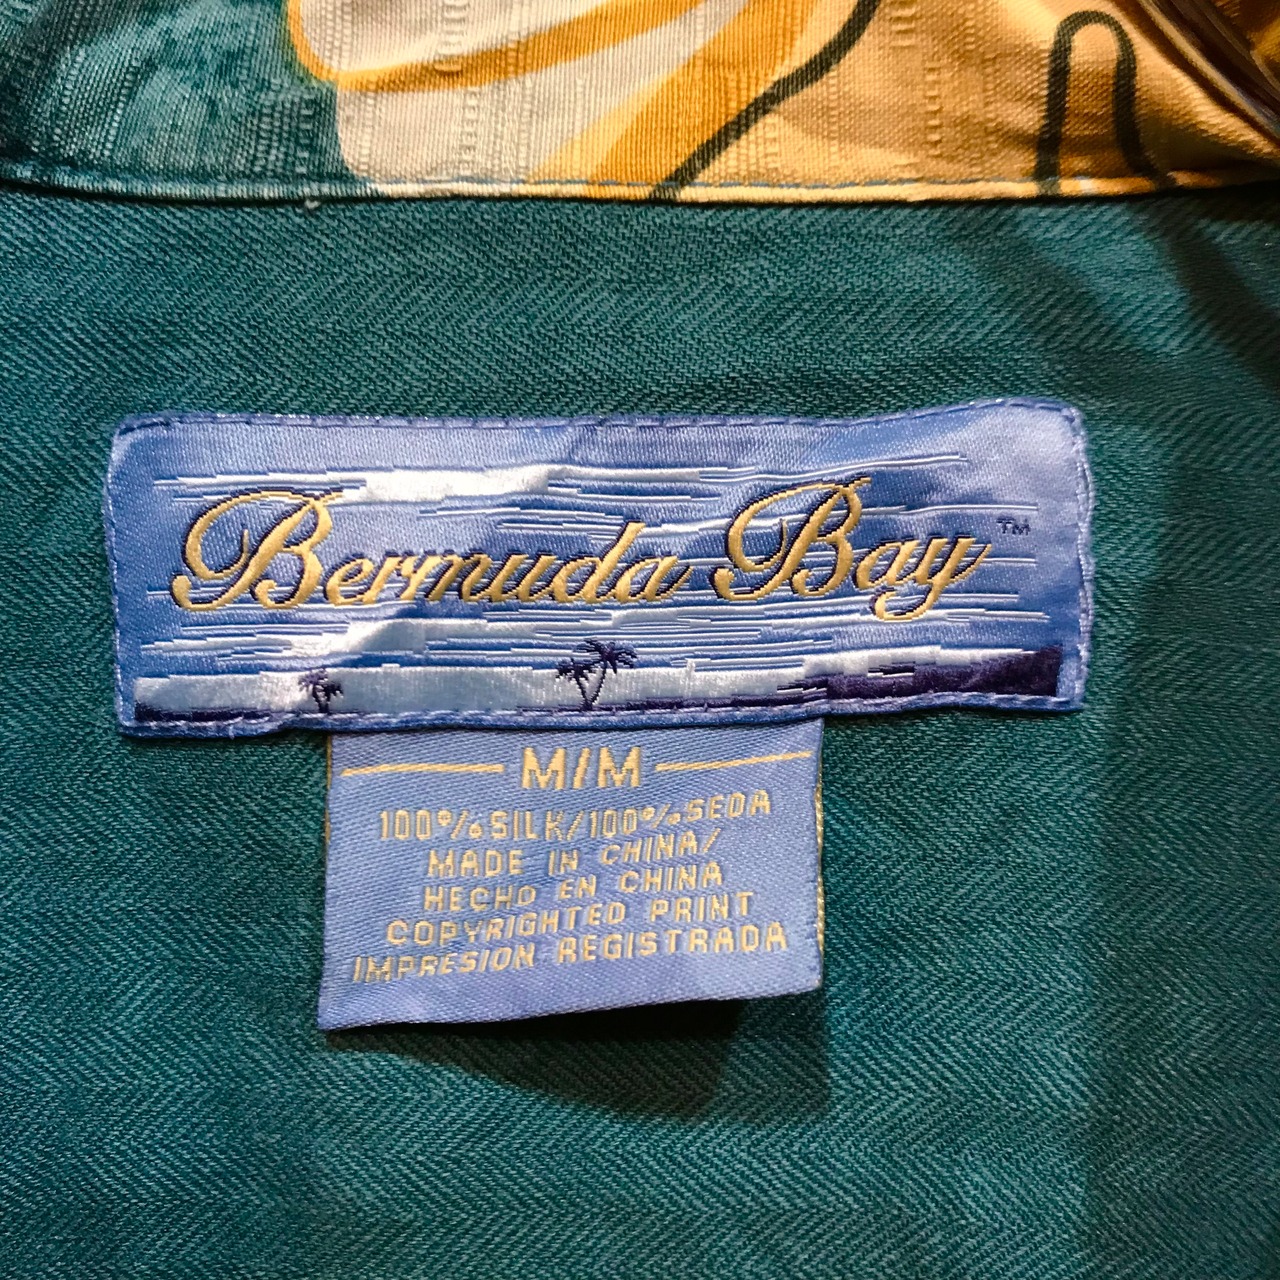 Bermuda Bay™
M/M
100%SILK/100%SEDA
MADE IN CHINA/
HECHO EN CHINA
COPYRIGHTED PRINT
IMPRESION REGISTRADA